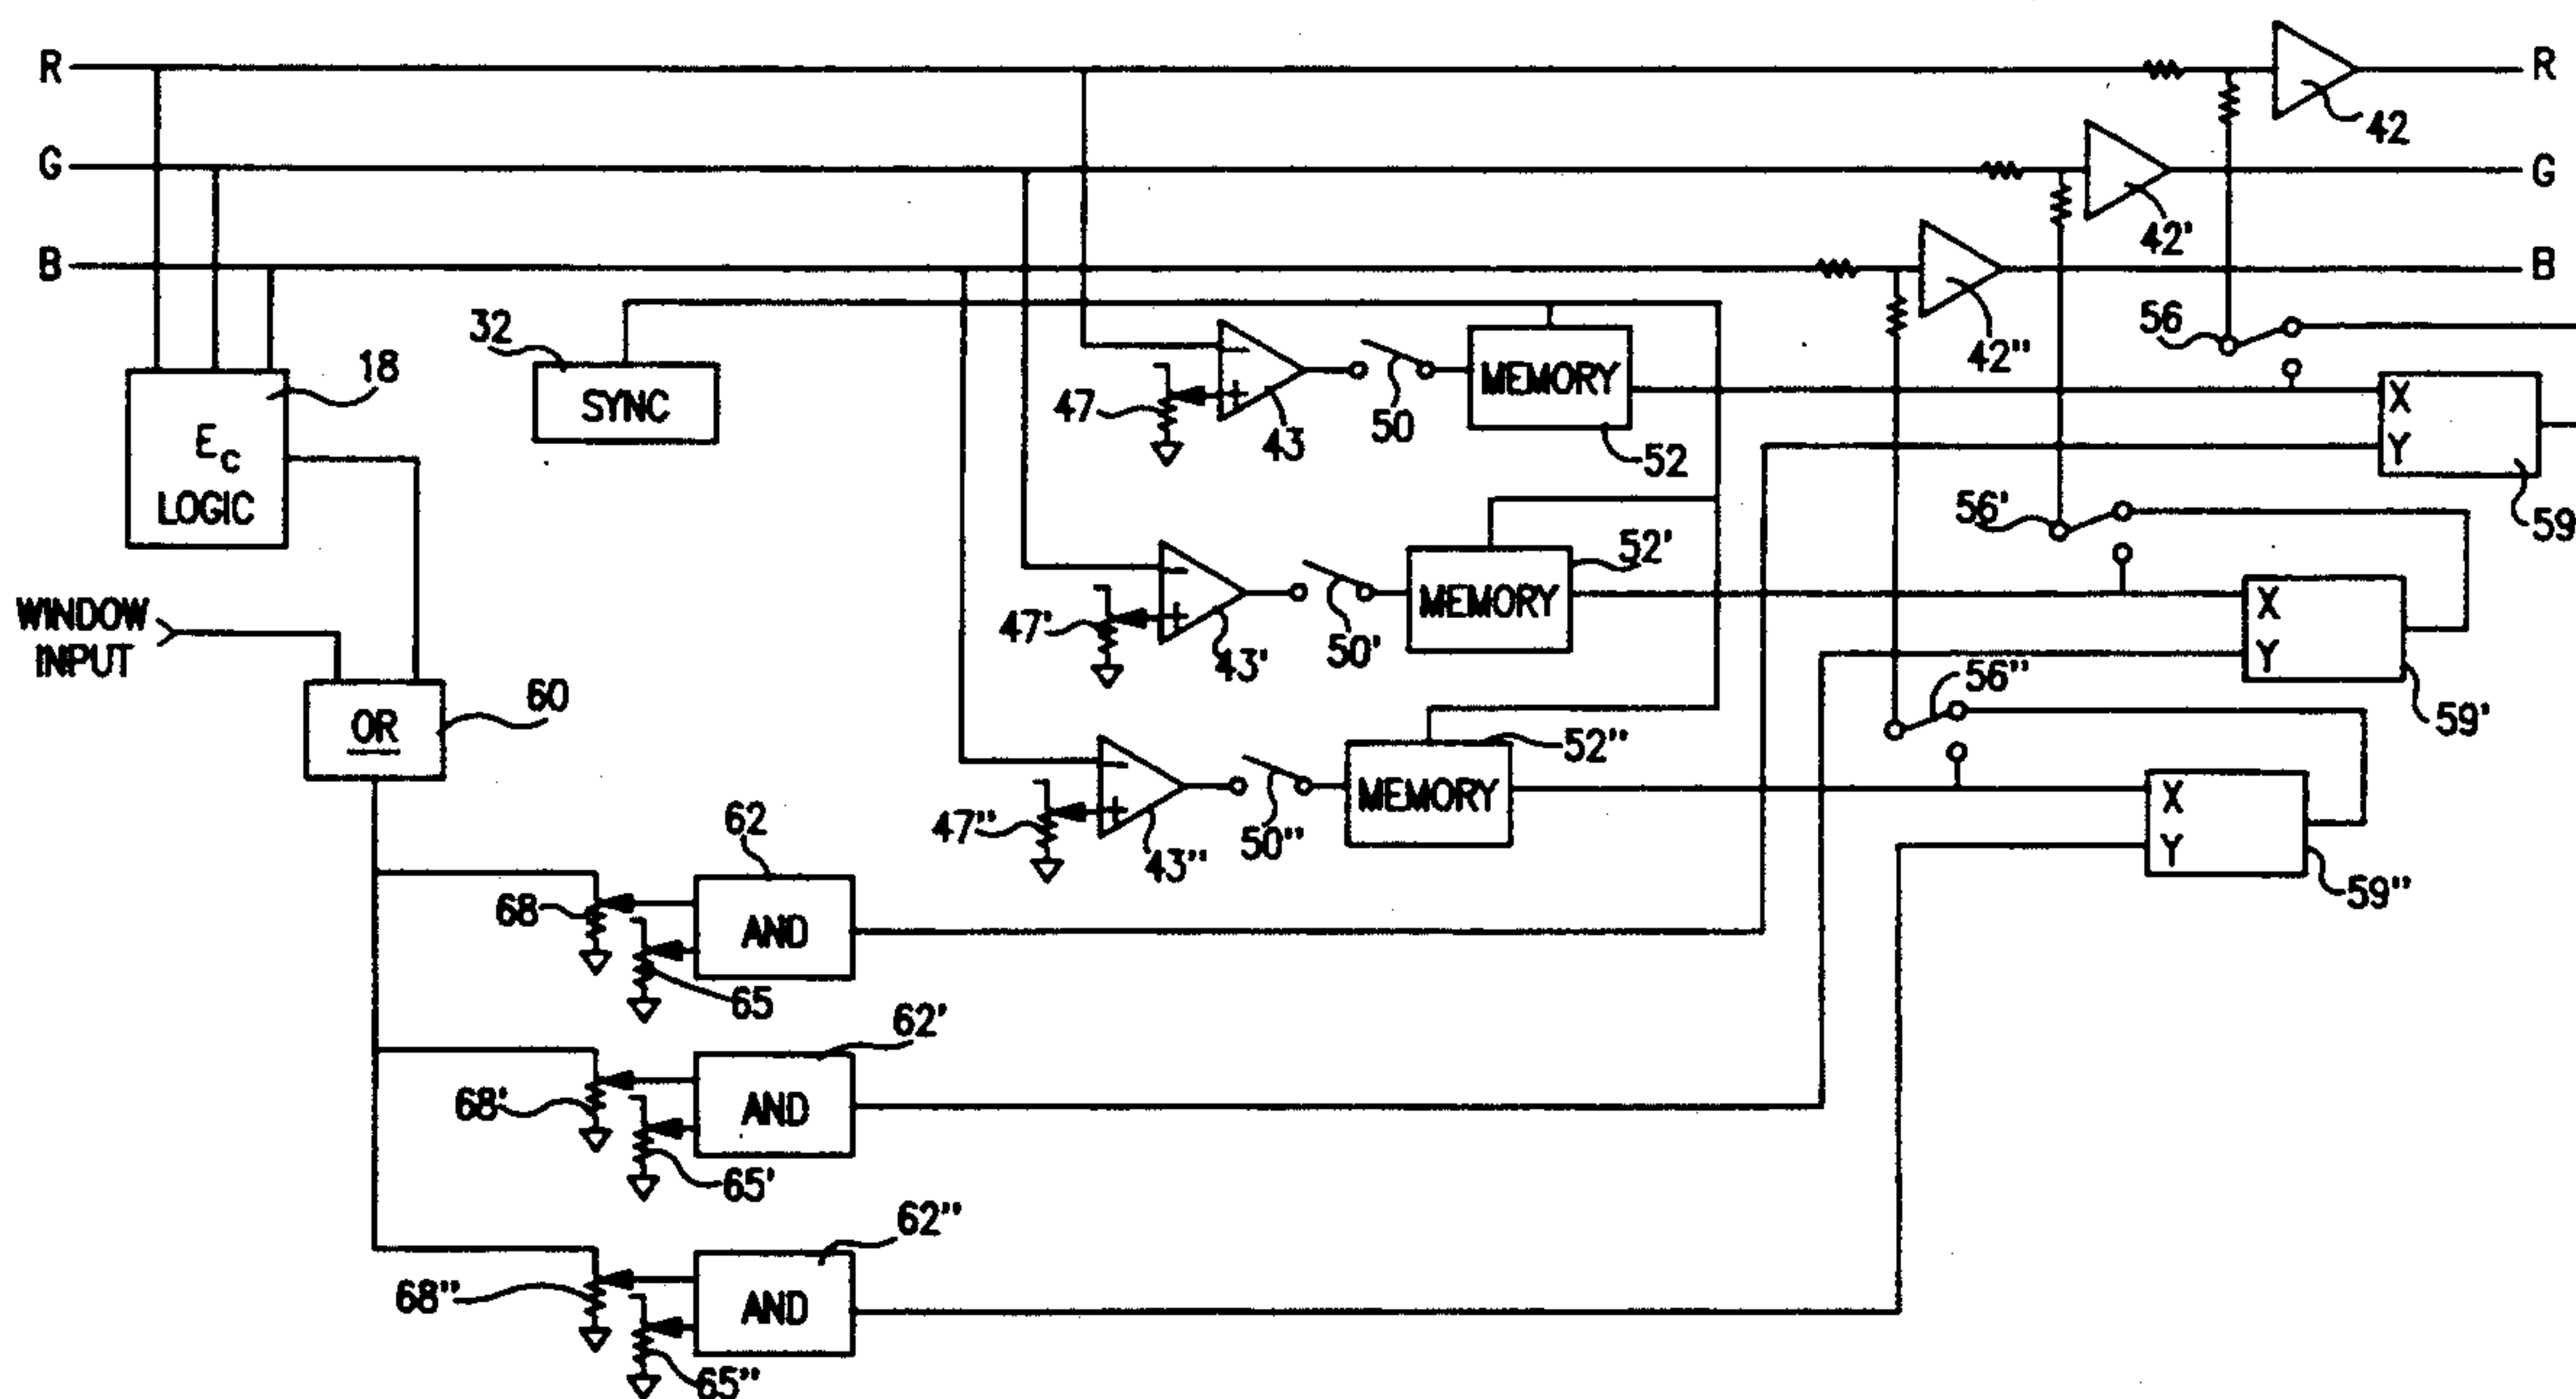 R
R
42
G
G
42'
B
B
42"
56
32
18
SYNC
MEMORY
X
Y
47
43
50
52
59
E_C
LOGIC
56'
52'
MEMORY
X
Y
WINDOW
INPUT
47'
43'
50'
59'
60
OR
56"
52"
MEMORY
X
Y
47"
43"
50"
59"
62
68
AND
65
62'
68'
AND
65'
62"
68"
AND
65"